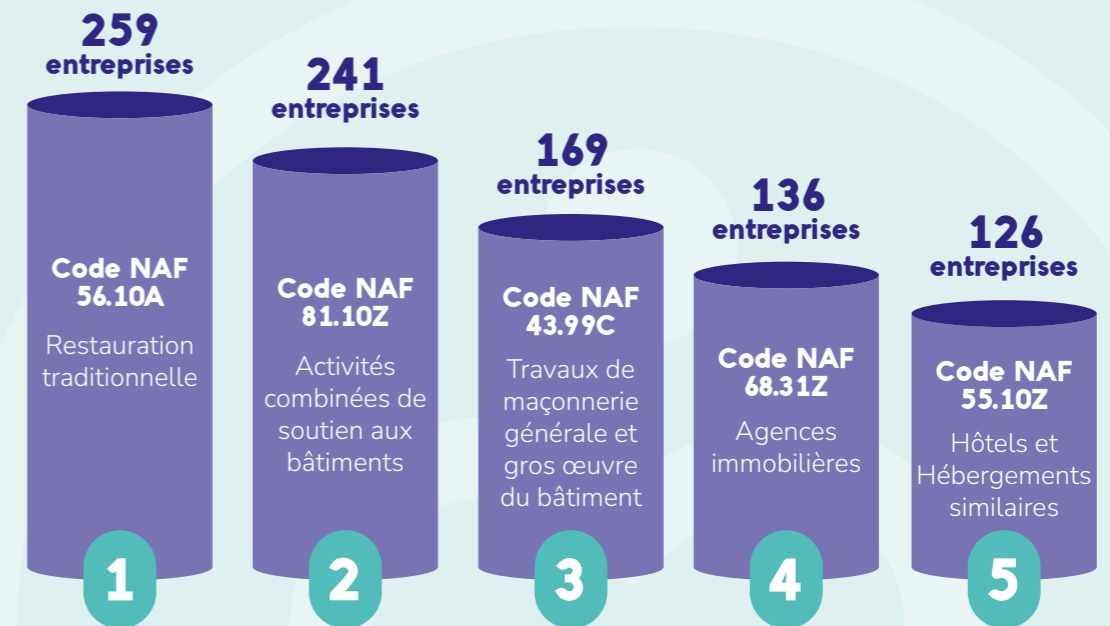 259
entreprises
Code NAF
56.10A
Restauration
traditionnelle
1
241
entreprises
Code NAF
81.10Z
Activités
combinées de
soutien aux
bâtiments
2
169
entreprises
Code NAF
43.99C
Travaux de
maçonnerie
générale et
gros œuvre
du bâtiment
3
136
entreprises
Code NAF
68.31Z
Agences
immobilières
4
126
entreprises
Code NAF
55.10Z
Hôtels et
Hébergements
similaires
5